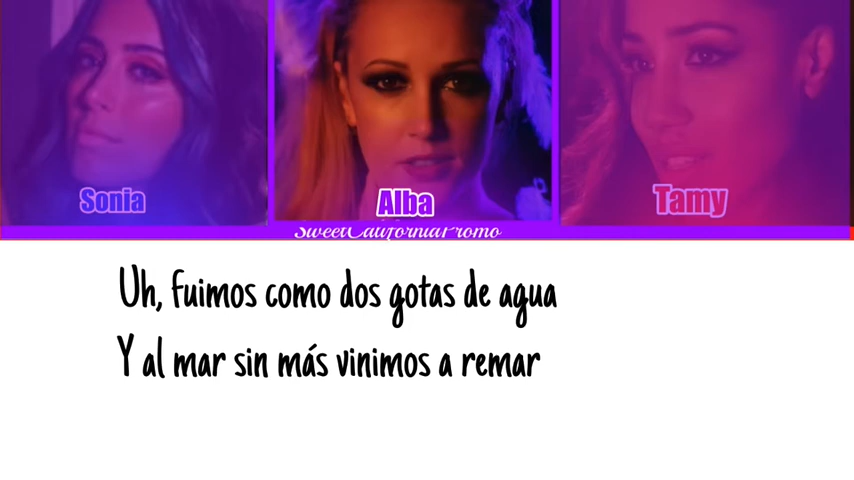 Sonia
Alba
Tamy
SweetCaliforniaPromo
Uh, fuimos como dos gotas de agua
Y al mar sin más vinimos a remar